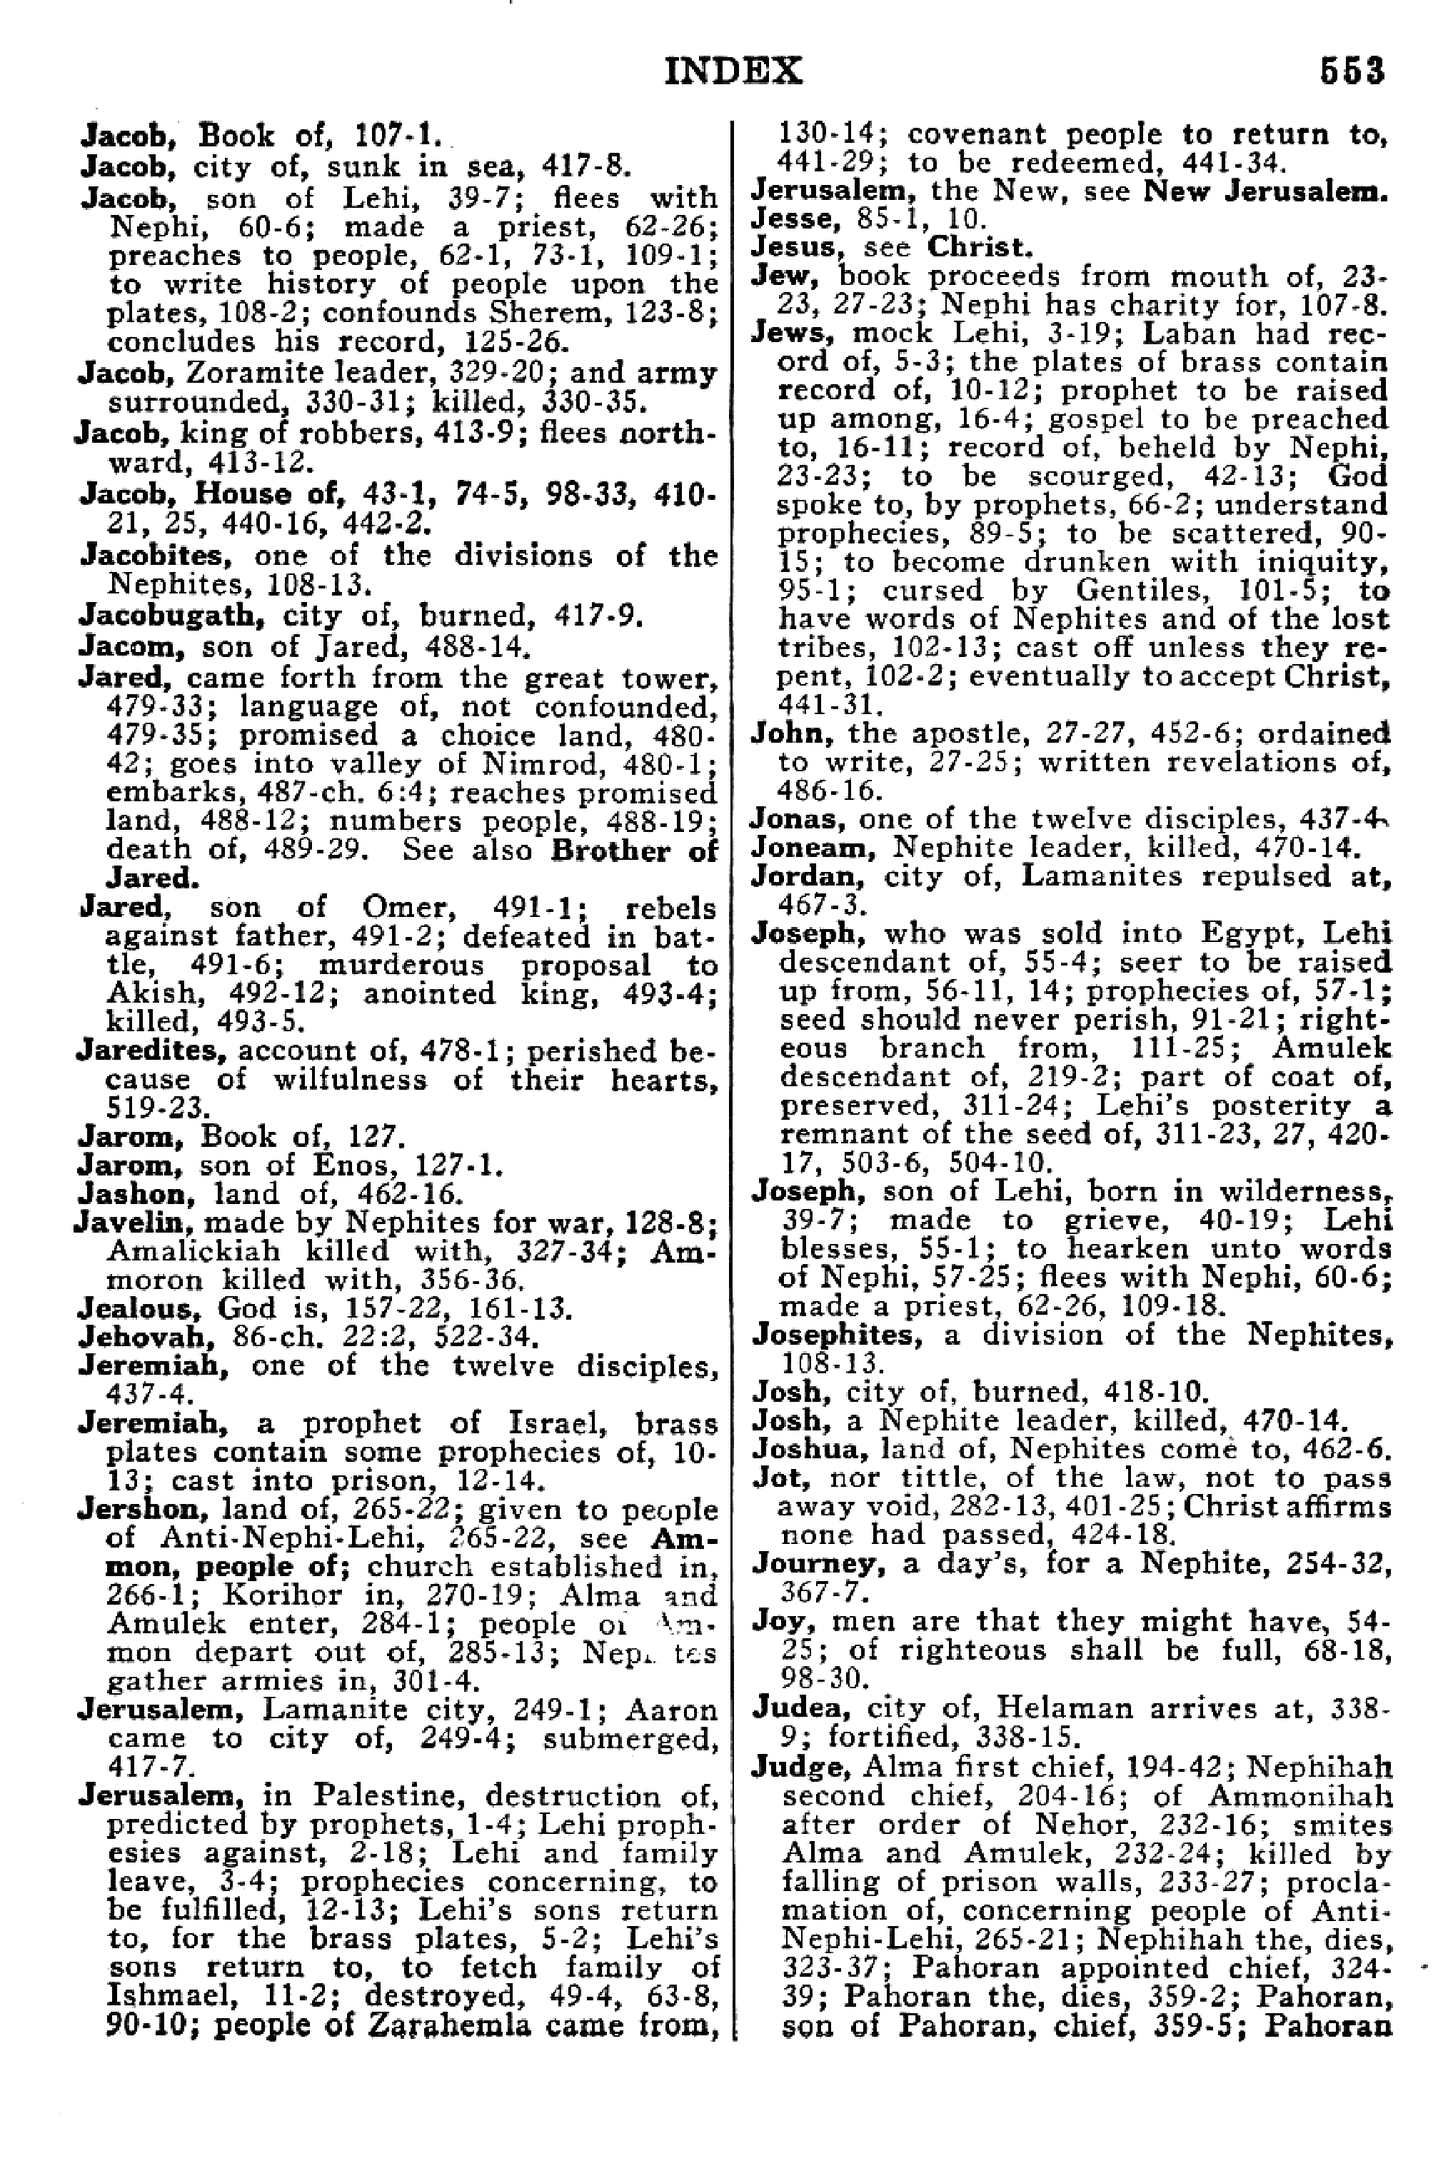 INDEX 553
Jacob, Book of, 107-1.
Jacob, city of, sunk in sea, 417-8.
Jacob, son of Lehi, 39-7; flees with
Nephi, 60-6; made a priest, 62-26;
preaches to people, 62-1, 73-1, 109-1;
to write history of people upon the
plates, 108-2; confounds Sherem, 123-8;
concludes his record, 125-26.
Jacob, Zoramite leader, 329-20; and army
surrounded, 330-31; killed, 330-35.
Jacob, king of robbers, 413-9; flees north-
ward, 413-12.
Jacob, House of, 43-1, 74-5, 98-33, 410-
21, 25, 440-16, 442-2.
Jacobites, one of the divisions of the
Nephites, 108-13.
Jacobugath, city of, burned, 417-9.
Jacom, son of Jared, 488-14.
Jared, came forth from the great tower,
479-33; language of, not confounded,
479-35; promised a choice land, 480-
42; goes into valley of Nimrod, 480-1;
embarks, 487-ch. 6:4; reaches promised
land, 488-12; numbers people, 488-19;
death of, 489-29. See also Brother of
Jared.
Jared, son of Omer, 491-1; rebels
against father, 491-2; defeated in bat-
tle, 491-6; murderous proposal to
Akish, 492-12; anointed king, 493-4;
killed, 493-5.
Jaredites, account of, 478-1; perished be-
cause of wilfulness of their hearts,
519-23.
Jarom, Book of, 127.
Jarom, son of Enos, 127-1.
Jashon, land of, 462-16.
Javelin, made by Nephites for war, 128-8;
Amalickiah killed with, 327-34; Am-
moron killed with, 356-36.
Jealous, God is, 157-22, 161-13.
Jehovah, 86-ch. 22:2, 522-34.
Jeremiah, one of the twelve disciples,
437-4.
Jeremiah, a prophet of Israel, brass
plates contain some prophecies of, 10-
13; cast into prison, 12-14.
Jershon, land of, 265-22; given to people
of Anti-Nephi-Lehi, 265-22, see Am-
mon, people of; church established in,
266-1; Korihor in, 270-19; Alma and
Amulek enter, 284-1; people of Am-
mon depart out of, 285-13; Nephites
gather armies in, 301-4.
Jerusalem, Lamanite city, 249-1; Aaron
came to city of, 249-4; submerged,
417-7.
Jerusalem, in Palestine, destruction of,
predicted by prophets, 1-4; Lehi proph-
esies against, 2-18; Lehi and family
leave, 3-4; prophecies concerning, to
be fulfilled, 12-13; Lehi's sons return
to, for the brass plates, 5-2; Lehi's
sons return to, to fetch family of
Ishmael, 11-2; destroyed, 49-4, 63-8,
90-10; people of Zarahemla came from,
130-14; covenant people to return to,
441-29; to be redeemed, 441-34.
Jerusalem, the New, see New Jerusalem.
Jesse, 85-1, 10.
Jesus, see Christ.
Jew, book proceeds from mouth of, 23-
23, 27-23; Nephi has charity for, 107-8.
Jews, mock Lehi, 3-19; Laban had rec-
ord of, 5-3; the plates of brass contain
record of, 10-12; prophet to be raised
up among, 16-4; gospel to be preached
to, 16-11; record of, beheld by Nephi,
23-23; to be scourged, 42-13; God
spoke to, by prophets, 66-2; understand
prophecies, 89-5; to be scattered, 90-
15; to become drunken with iniquity,
95-1; cursed by Gentiles, 101-5; to
have words of Nephites and of the lost
tribes, 102-13; cast off unless they re-
pent, 102-2; eventually to accept Christ,
441-31.
John, the apostle, 27-27, 452-6; ordained
to write, 27-25; written revelations of,
486-16.
Jonas, one of the twelve disciples, 437-4.
Joneam, Nephite leader, killed, 470-14.
Jordan, city of, Lamanites repulsed at,
467-3.
Joseph, who was sold into Egypt, Lehi
descendant of, 55-4; seer to be raised
up from, 56-11, 14; prophecies of, 57-1;
seed should never perish, 91-21; right-
eous branch from, 111-25; Amulek
descendant of, 219-2; part of coat of,
preserved, 311-24; Lehi's posterity a
remnant of the seed of, 311-23, 27, 420-
17, 503-6, 504-10.
Joseph, son of Lehi, born in wilderness,
39-7; made to grieve, 40-19; Lehi
blesses, 55-1; to hearken unto words
of Nephi, 57-25; flees with Nephi, 60-6;
made a priest, 62-26, 109-18.
Josephites, a division of the Nephites,
108-13.
Josh, city of, burned, 418-10.
Josh, a Nephite leader, killed, 470-14.
Joshua, land of, Nephites come to, 462-6.
Jot, nor tittle, of the law, not to pass
away void, 282-13, 401-25; Christ affirms
none had passed, 424-18.
Journey, a day's, for a Nephite, 254-32,
367-7.
Joy, men are that they might have, 54-
25; of righteous shall be full, 68-18,
98-30.
Judea, city of, Helaman arrives at, 338-
9; fortified, 338-15.
Judge, Alma first chief, 194-42; Nephihah
second chief, 204-16; of Ammonihah
after order of Nehor, 232-16; smites
Alma and Amulek, 232-24; killed by
falling of prison walls, 233-27; procla-
mation of, concerning people of Anti-
Nephi-Lehi, 265-21; Nephihah the, dies,
323-37; Pahoran appointed chief, 324-
39; Pahoran the, dies, 359-2; Pahoran,
son of Pahoran, chief, 359-5; Pahoran